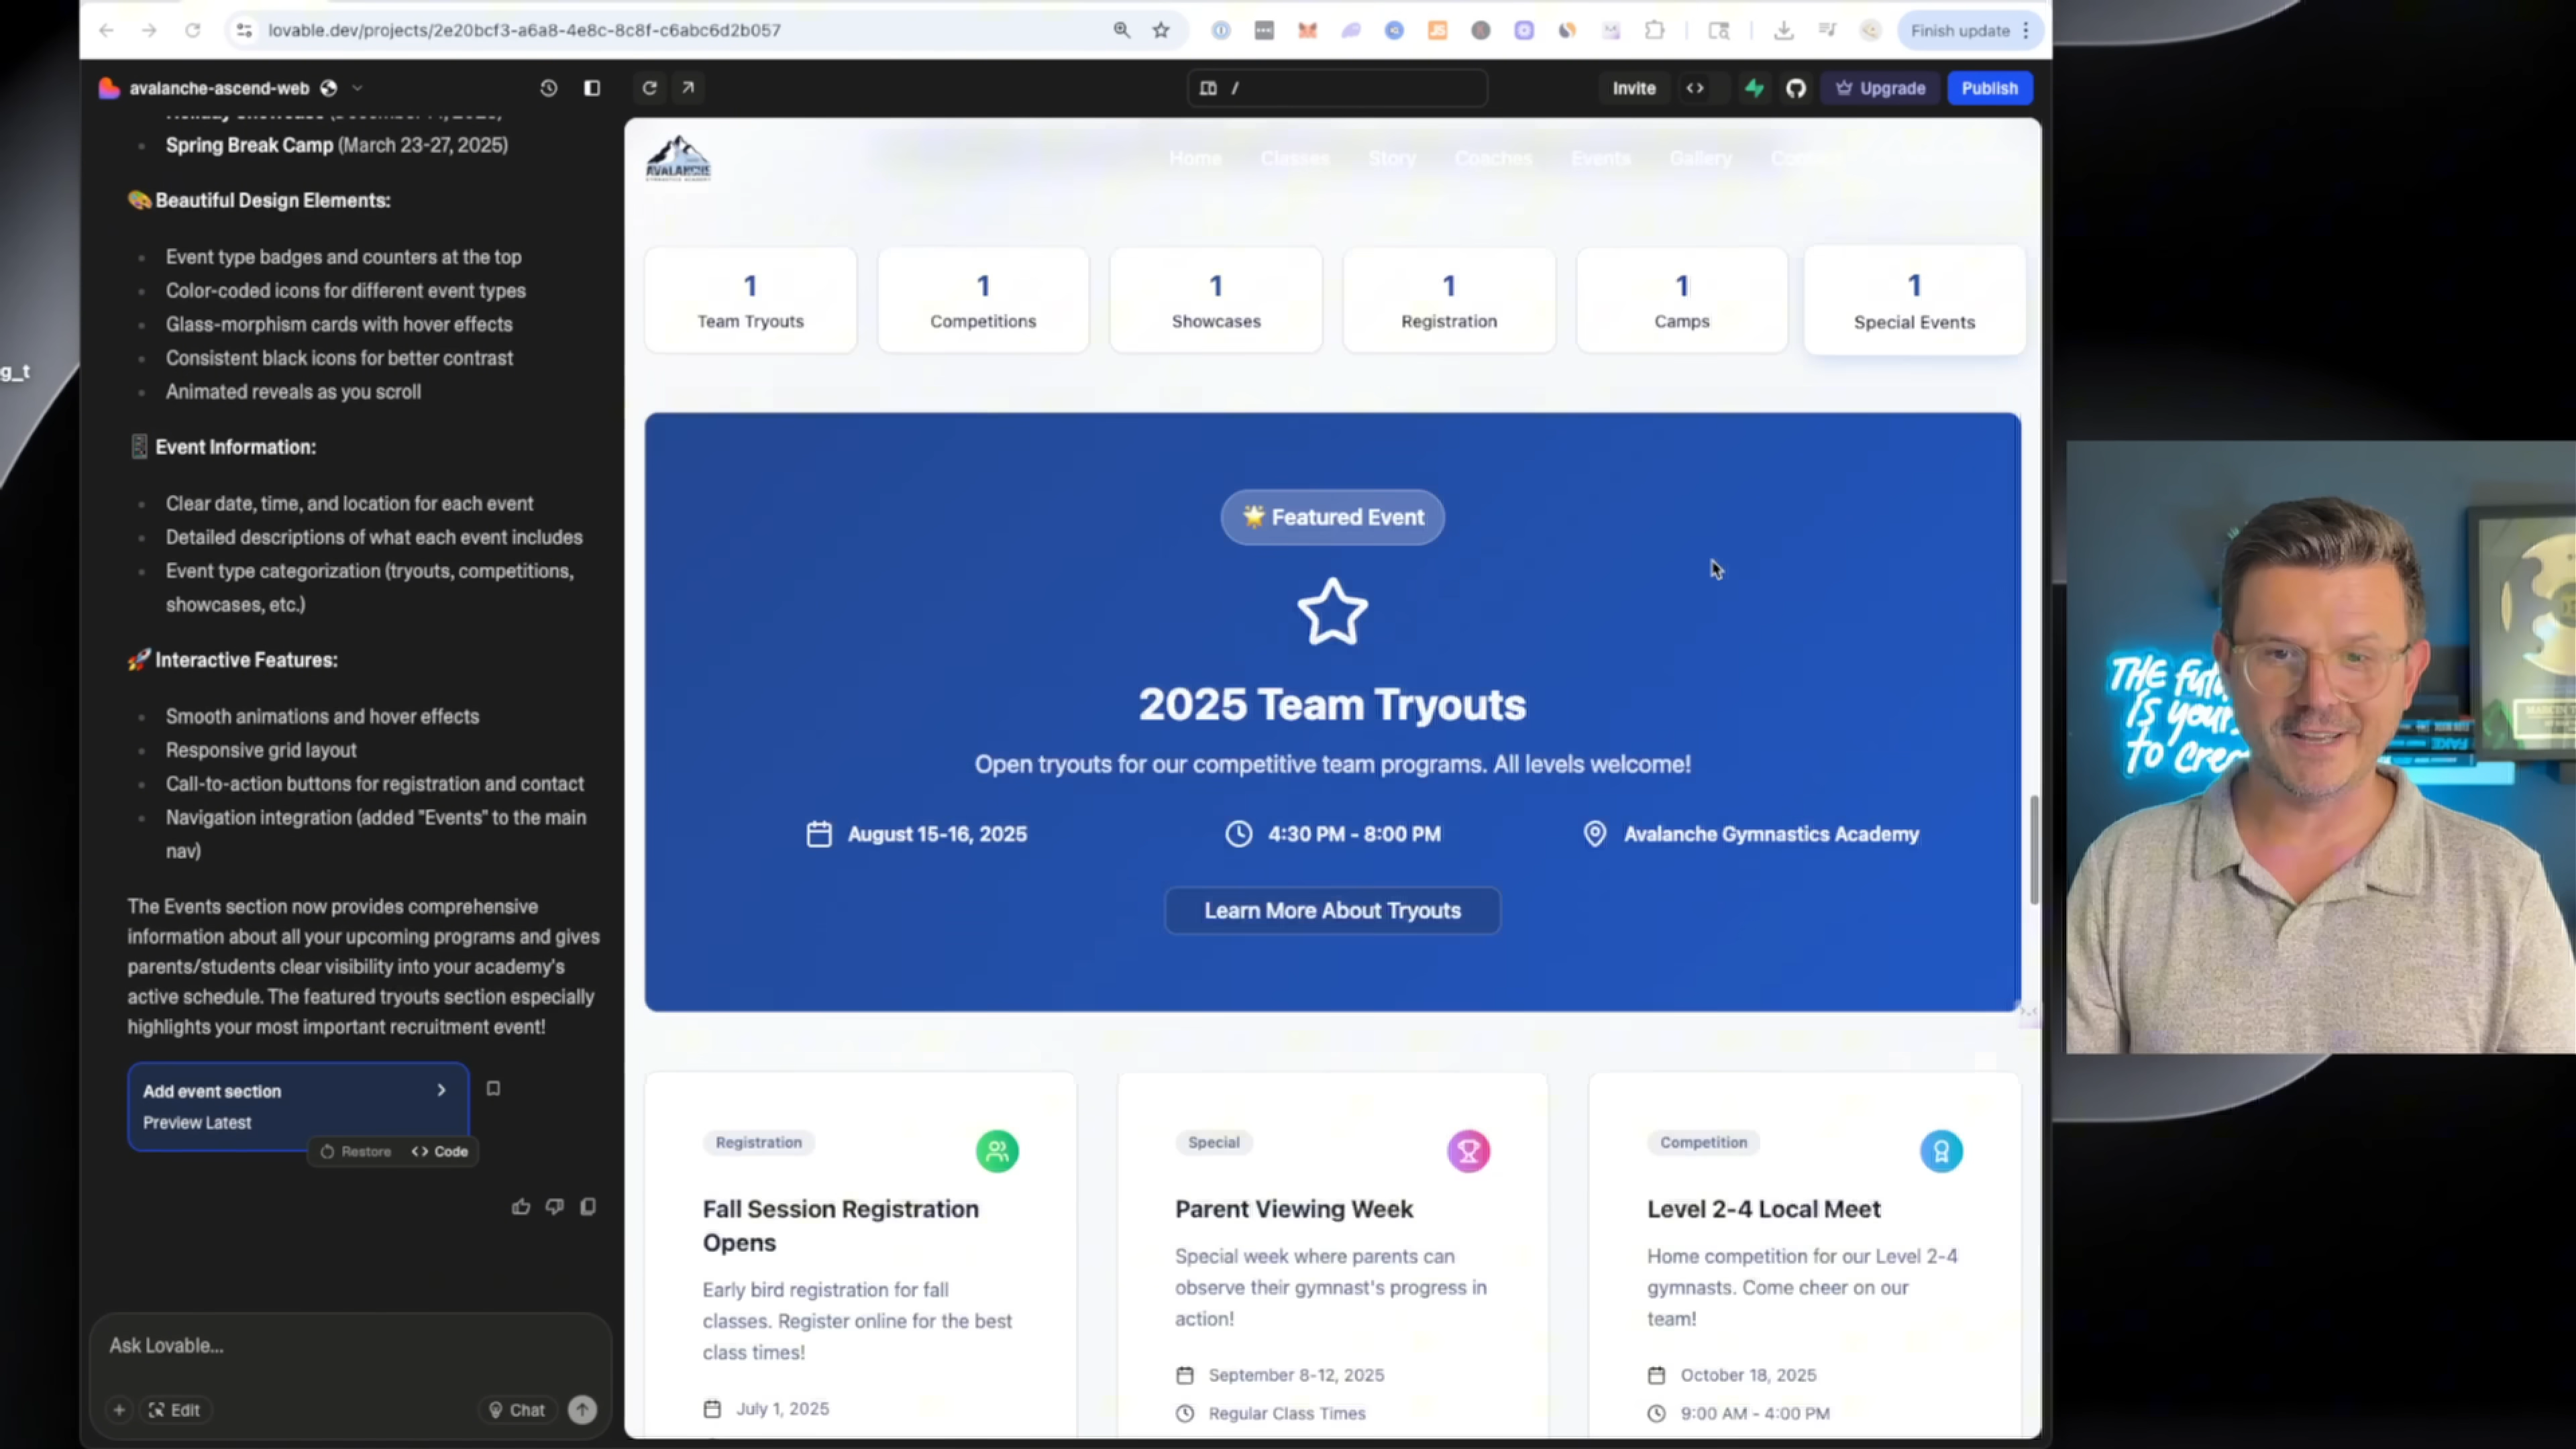 lovable.dev/projects/2e20bcf3-a6a8-4e8c-8c8f-c6abc6d2b057
Finish update
avalanche-ascend-web
/
Invite
Upgrade
Publish
g_t
Spring Break Camp (March 23-27, 2025)
🎨 Beautiful Design Elements:
Event type badges and counters at the top
Color-coded icons for different event types
Glass-morphism cards with hover effects
Consistent black icons for better contrast
Animated reveals as you scroll
Event Information:
Clear date, time, and location for each event
Detailed descriptions of what each event includes
Event type categorization (tryouts, competitions,
showcases, etc.)
🚀 Interactive Features:
Smooth animations and hover effects
Responsive grid layout
Call-to-action buttons for registration and contact
Navigation integration (added "Events" to the main
nav)
The Events section now provides comprehensive
information about all your upcoming programs and gives
parents/students clear visibility into your academy's
active schedule. The featured tryouts section especially
highlights your most important recruitment event!
Add event section
Preview Latest
Restore
Code
Ask Lovable...
Edit
Chat
AVALANCHE
Home
Classes
Story
Coaches
Events
Gallery
1
Team Tryouts
1
Competitions
1
Showcases
1
Registration
1
Camps
1
Special Events
🌟 Featured Event
2025 Team Tryouts
Open tryouts for our competitive team programs. All levels welcome!
August 15-16, 2025
4:30 PM - 8:00 PM
Avalanche Gymnastics Academy
Learn More About Tryouts
Registration
Fall Session Registration
Opens
Early bird registration for fall
classes. Register online for the best
class times!
July 1, 2025
Special
Parent Viewing Week
Special week where parents can
observe their gymnast's progress in
action!
September 8-12, 2025
Regular Class Times
Competition
Level 2-4 Local Meet
Home competition for our Level 2-4
gymnasts. Come cheer on our
team!
October 18, 2025
9:00 AM - 4:00 PM
THE
IS your
to